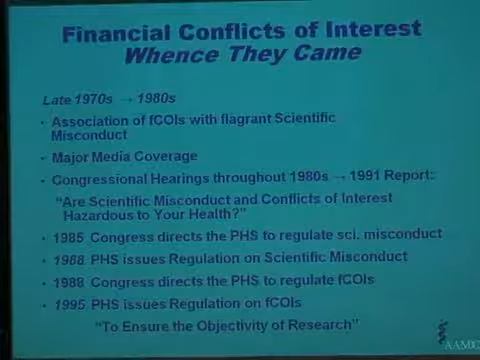 Financial Conflicts of Interest
Whence They Came
Late 1970s → 1980s
• Association of fCOIs with flagrant Scientific
Misconduct
• Major Media Coverage
• Congressional Hearings throughout 1980s → 1991 Report:
"Are Scientific Misconduct and Conflicts of Interest
Hazardous to Your Health?"
• 1985 Congress directs the PHS to regulate sci. misconduct
• 1988 PHS issues Regulation on Scientific Misconduct
• 1988 Congress directs the PHS to regulate fCOIs
• 1995 PHS issues Regulation on fCOIs
"To Ensure the Objectivity of Research"
AAMC